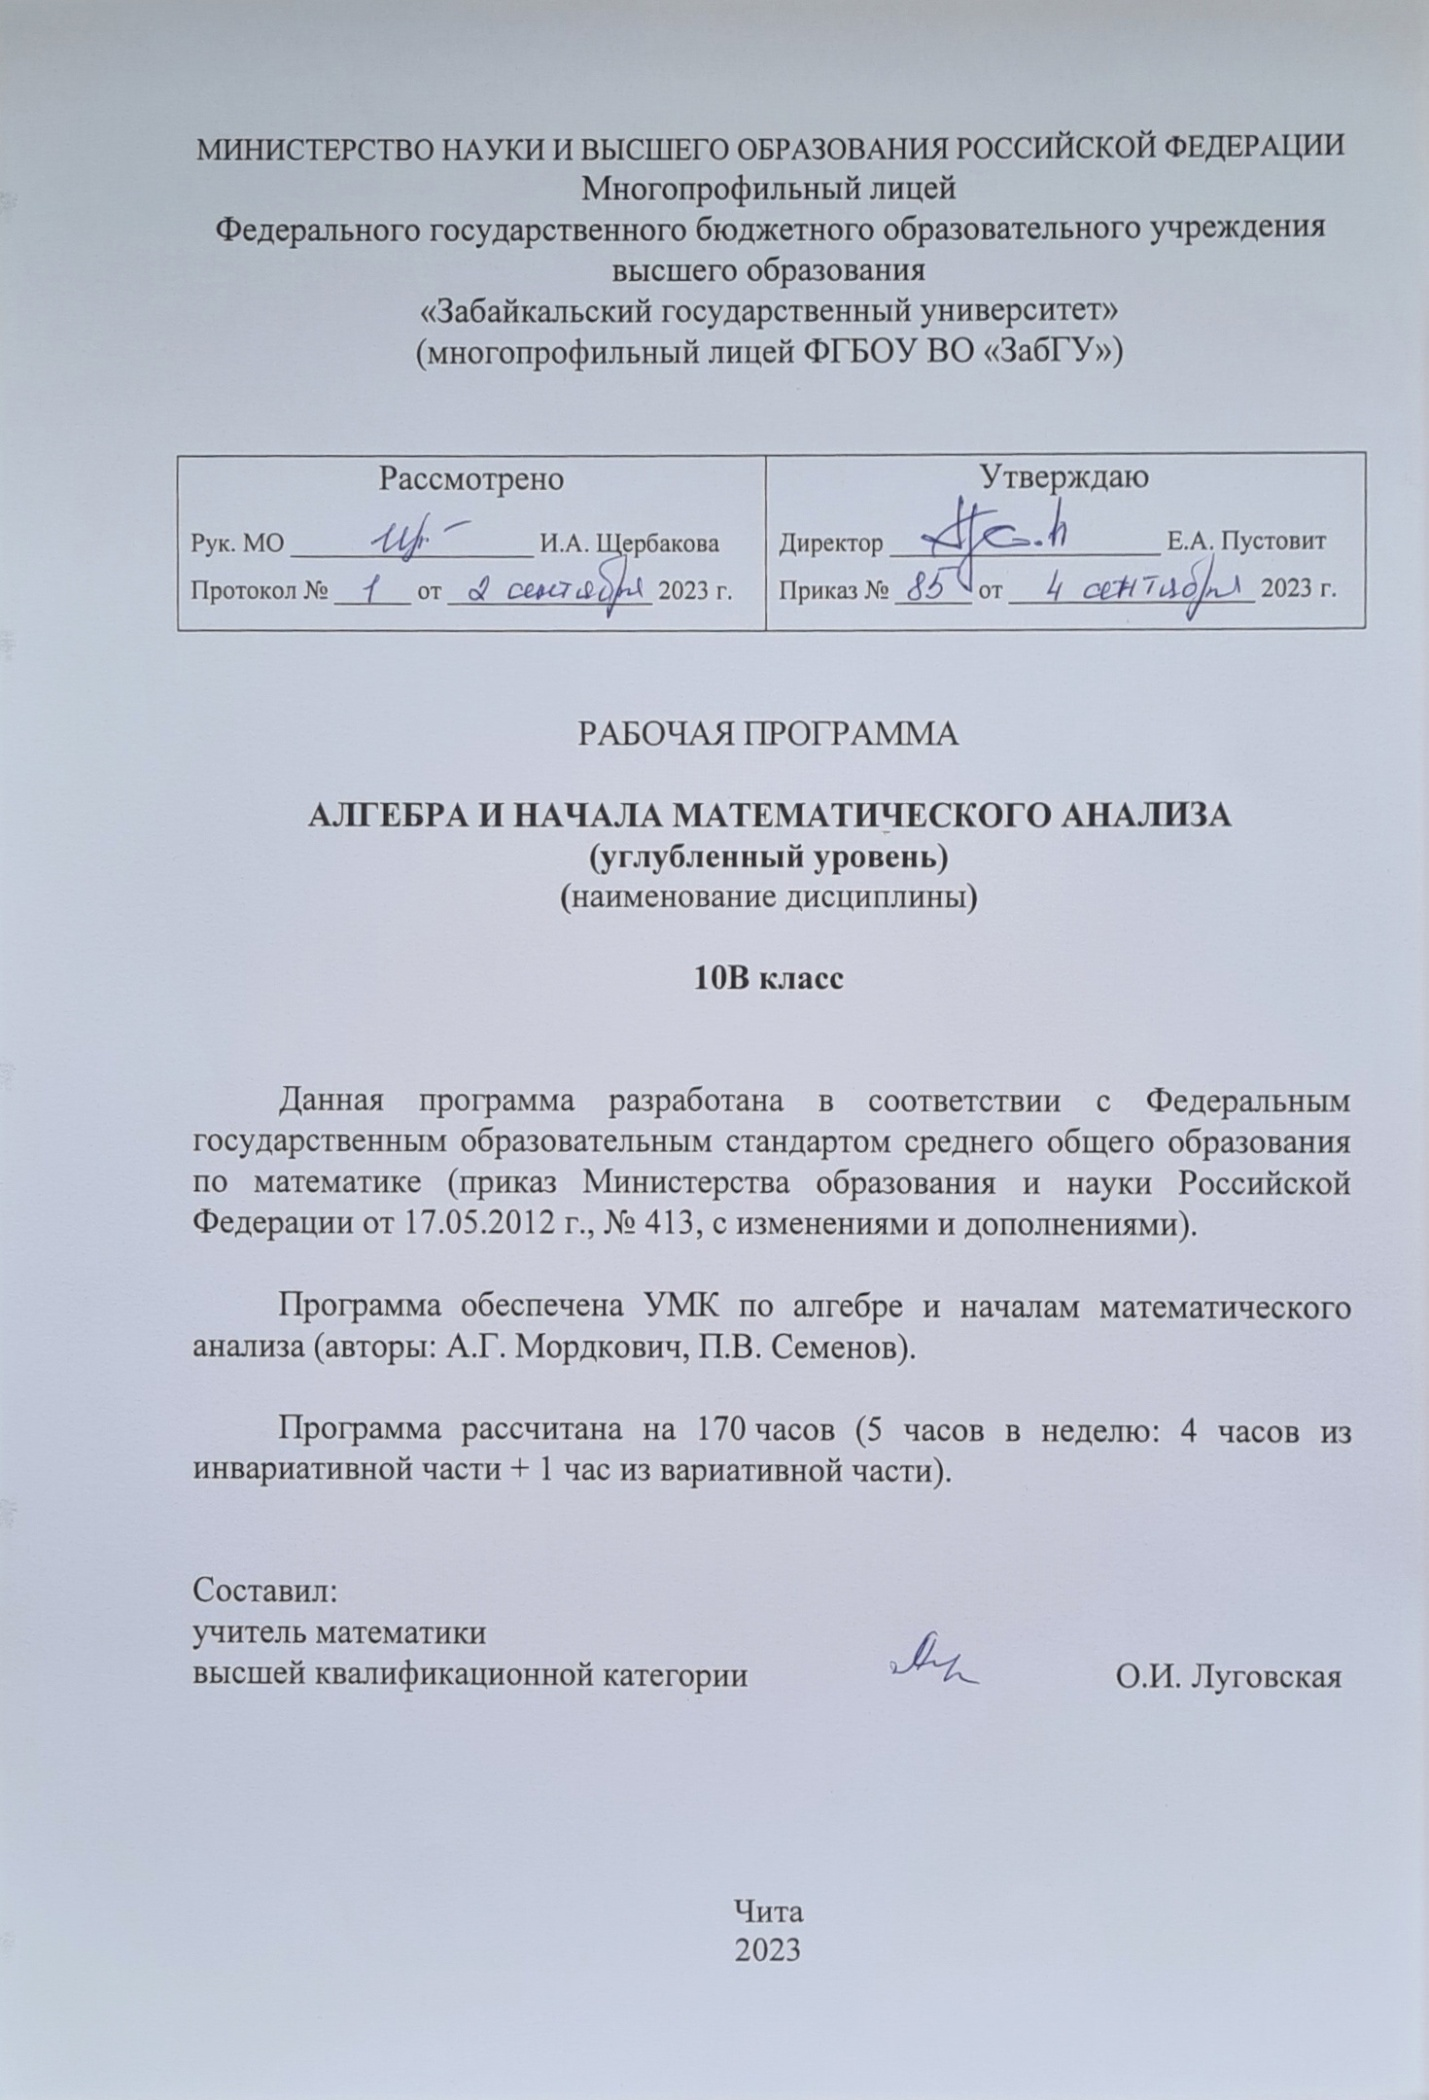 МИНИСТЕРСТВО НАУКИ И ВЫСШЕГО ОБРАЗОВАНИЯ РОССИЙСКОЙ ФЕДЕРАЦИИ
Многопрофильный лицей
Федерального государственного бюджетного образовательного учреждения
высшего образования
«Забайкальский государственный университет»
(многопрофильный лицей ФГБОУ ВО «ЗабГУ»)
Рассмотрено
Рук. МО И.А. Щербакова
Протокол № 1 от 2 сентября 2023 г.
Утверждаю
Директор Е.А. Пустовит
Приказ № 85 от 4 сентября 2023 г.
РАБОЧАЯ ПРОГРАММА
АЛГЕБРА И НАЧАЛА МАТЕМАТИЧЕСКОГО АНАЛИЗА
(углубленный уровень)
(наименование дисциплины)
10В класс
Данная программа разработана в соответствии с Федеральным
государственным образовательным стандартом среднего общего образования
по математике (приказ Министерства образования и науки Российской
Федерации от 17.05.2012 г., № 413, с изменениями и дополнениями).
Программа обеспечена УМК по алгебре и началам математического
анализа (авторы: А.Г. Мордкович, П.В. Семенов).
Программа рассчитана на 170 часов (5 часов в неделю: 4 часов из
инвариативной части + 1 час из вариативной части).
Составил:
учитель математики
высшей квалификационной категории О.И. Луговская
Чита
2023